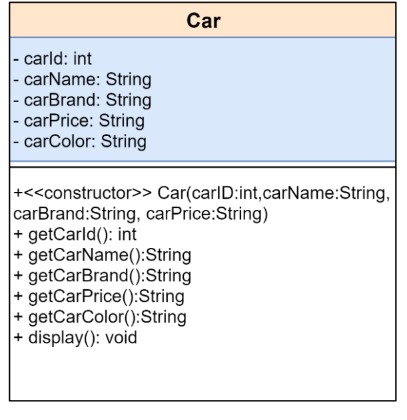 Car
- carId: int
- carName: String
- carBrand: String
- carPrice: String
- carColor: String
+<<constructor>> Car(carID:int,carName:String,
carBrand:String, carPrice:String)
+ getCarId(): int
+ getCarName():String
+ getCarBrand():String
+ getCarPrice():String
+ getCarColor():String
+ display(): void